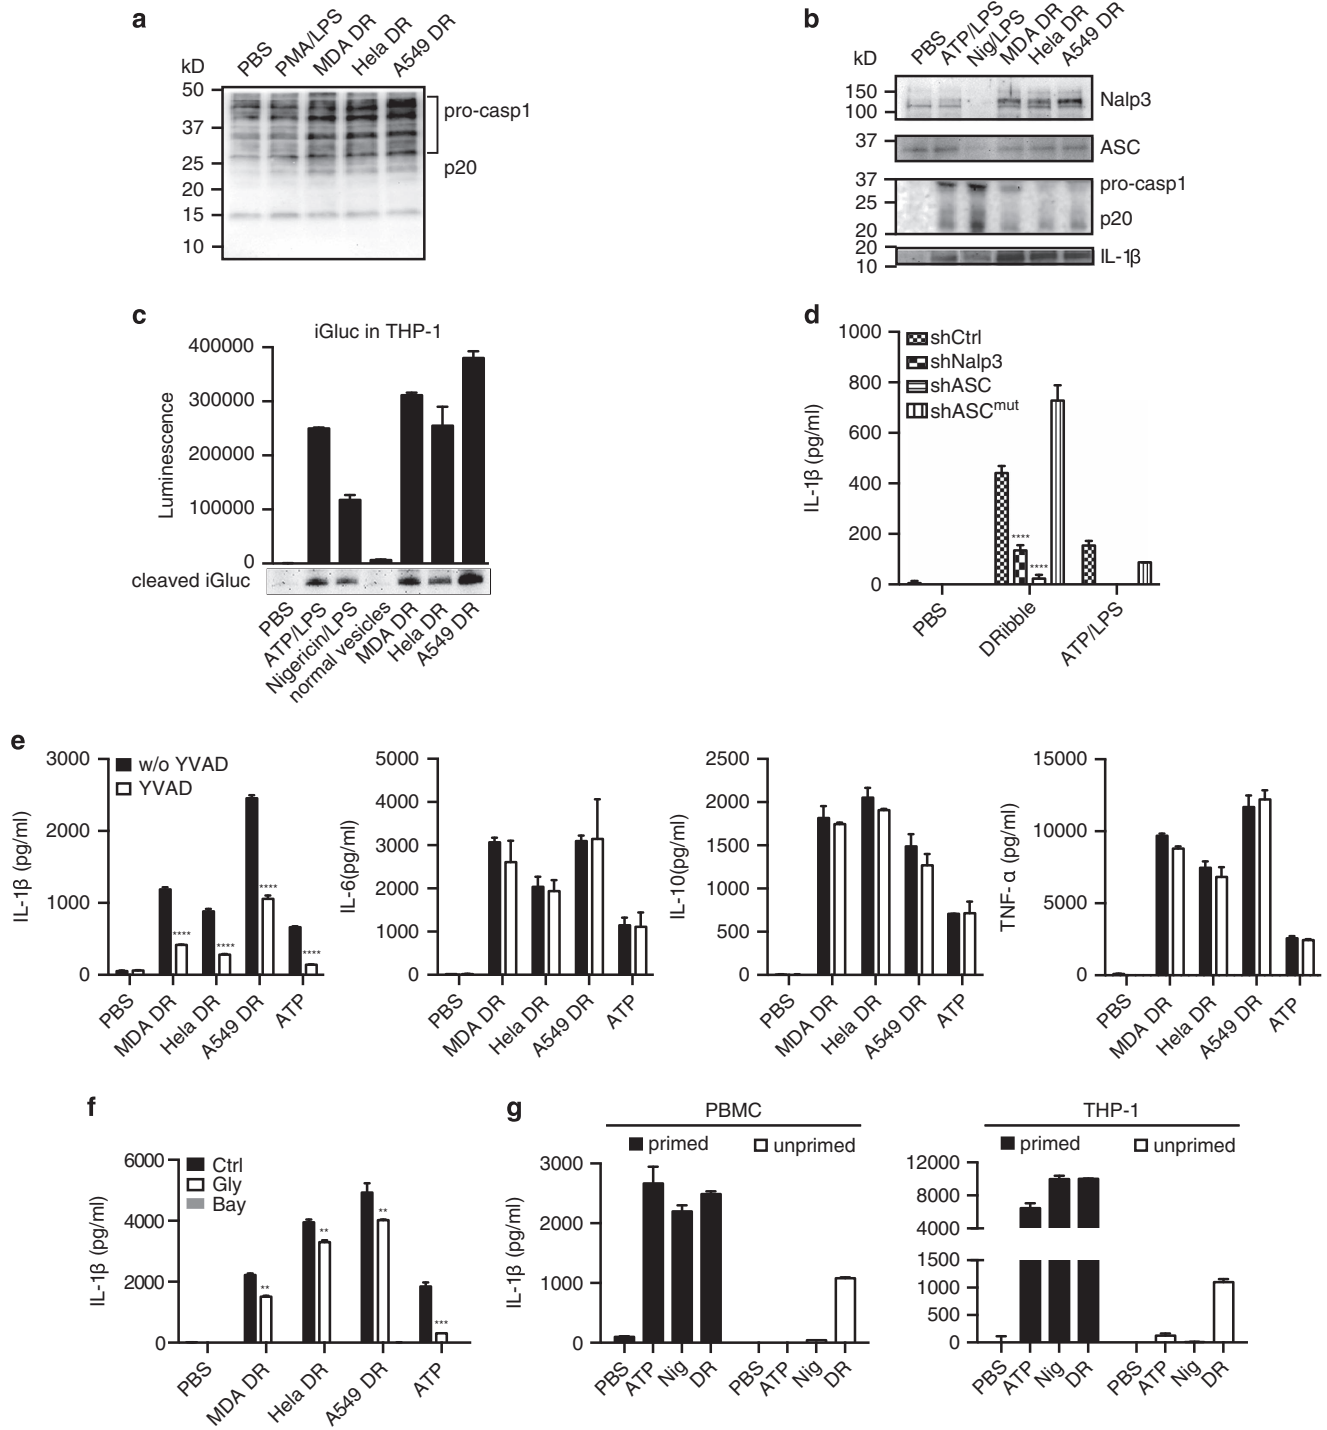 a
kD
PBS
PMA/LPS
MDA DR
Hela DR
A549 DR
50
37
25
20
15
10
pro-casp1
p20
b
kD
PBS
ATP/LPS
Nig/LPS
MDA DR
Hela DR
A549 DR
150
100
Nalp3
37
ASC
37
25
20
pro-casp1
p20
20
10
IL-1β
c
iGluc in THP-1
400000
300000
200000
100000
0
Luminescence
cleaved iGluc
PBS
ATP/LPS
Nigericin/LPS
normal vesicles
MDA DR
Hela DR
A549 DR
d
1000
800
600
400
200
0
IL-1β (pg/ml)
shCtrl
shNalp3
shASC
shASCmut
****
****
PBS
DRibble
ATP/LPS
e
3000
2000
1000
0
IL-1β (pg/ml)
w/o YVAD
YVAD
****
****
****
****
PBS
MDA DR
Hela DR
A549 DR
ATP
5000
4000
3000
2000
1000
0
IL-6(pg/ml)
PBS
MDA DR
Hela DR
A549 DR
ATP
2500
2000
1500
1000
500
0
IL-10(pg/ml)
PBS
MDA DR
Hela DR
A549 DR
ATP
15000
10000
5000
0
TNF- α (pg/ml)
PBS
MDA DR
Hela DR
A549 DR
ATP
f
6000
4000
2000
0
IL-1β (pg/ml)
Ctrl
Gly
Bay
**
**
**
***
PBS
MDA DR
Hela DR
A549 DR
ATP
g
PBMC
primed
unprimed
3000
2000
1000
0
IL-1β (pg/ml)
PBS
ATP
Nig
DR
PBS
ATP
Nig
DR
THP-1
primed
unprimed
12000
8000
4000
1500
1000
500
0
PBS
ATP
Nig
DR
PBS
ATP
Nig
DR